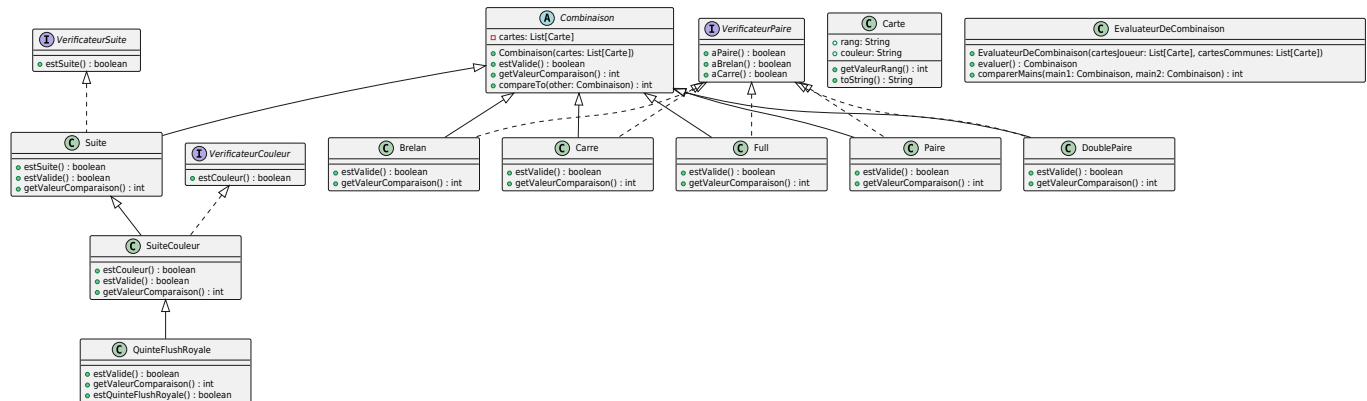 I VerificateurSuite
estSuite() : boolean
A Combinaison
cartes: List[Carte]
Combinaison(cartes: List[Carte])
estValide() : boolean
getValeurComparaison() : int
compareTo(other: Combinaison) : int
I VerificateurPaire
aPaire() : boolean
aBrelan() : boolean
aCarre() : boolean
C Carte
rang: String
couleur: String
getValeurRang() : int
toString() : String
C EvaluateurDeCombinaison
EvaluateurDeCombinaison(cartesJoueur: List[Carte], cartesCommunes: List[Carte])
evaluer() : Combinaison
comparerMains(main1: Combinaison, main2: Combinaison) : int
C Suite
estSuite() : boolean
estValide() : boolean
getValeurComparaison() : int
I VerificateurCouleur
estCouleur() : boolean
C Brelan
estValide() : boolean
getValeurComparaison() : int
C Carre
estValide() : boolean
getValeurComparaison() : int
C Full
estValide() : boolean
getValeurComparaison() : int
C Paire
estValide() : boolean
getValeurComparaison() : int
C DoublePaire
estValide() : boolean
getValeurComparaison() : int
C SuiteCouleur
estCouleur() : boolean
estValide() : boolean
getValeurComparaison() : int
C QuinteFlushRoyale
estValide() : boolean
getValeurComparaison() : int
estQuinteFlushRoyale() : boolean